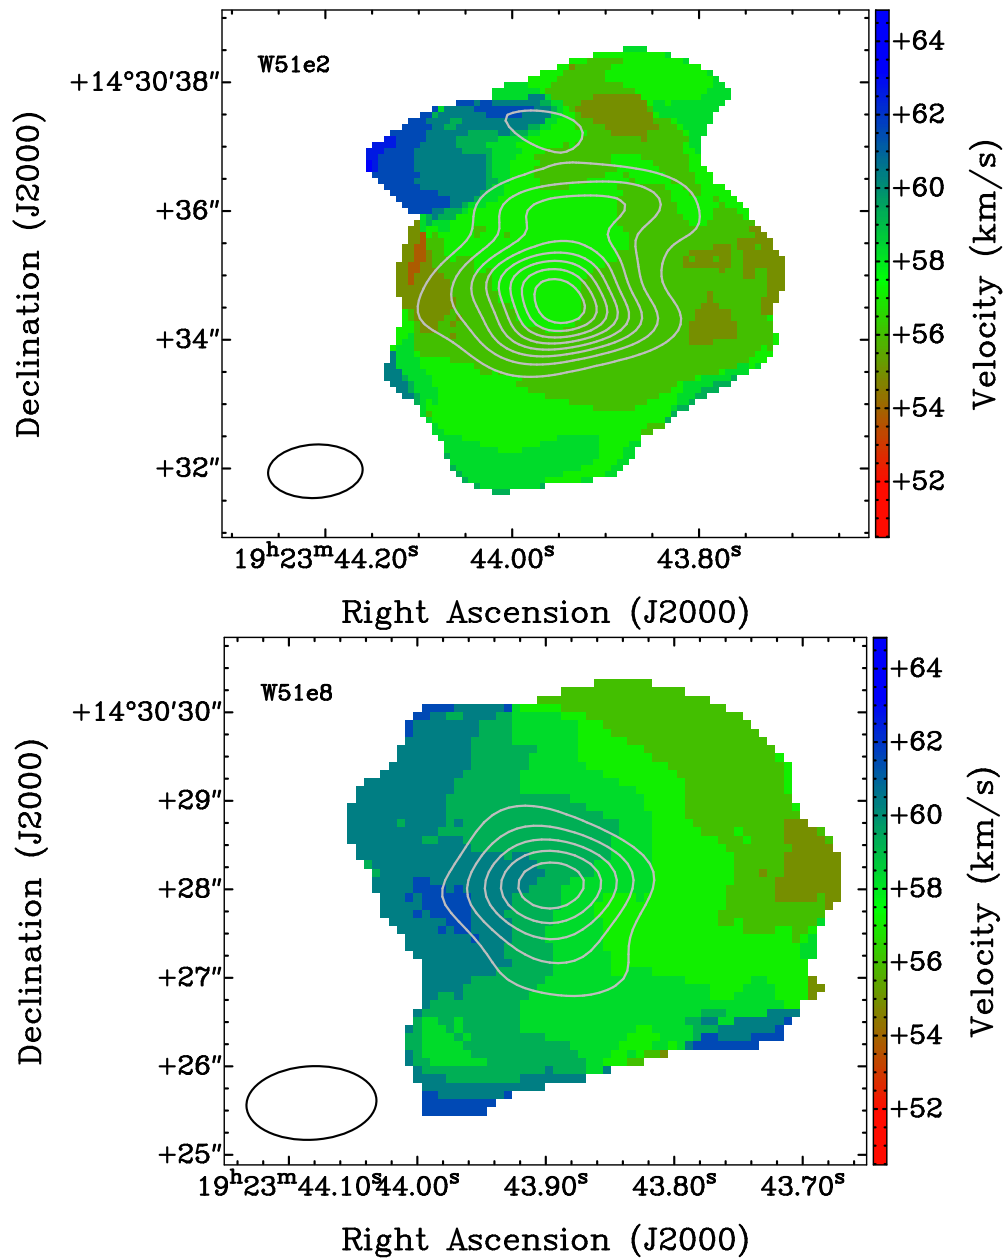 W51e2
+14°30′38″
+36″
+34″
+32″
Declination (J2000)
19h23m44.20s 44.00s 43.80s
Right Ascension (J2000)
+64
+62
+60
+58
+56
+54
+52
Velocity (km/s)
W51e8
+14°30′30″
+29″
+28″
+27″
+26″
+25″
Declination (J2000)
19h23m44.10s44.00s 43.90s 43.80s 43.70s
Right Ascension (J2000)
+64
+62
+60
+58
+56
+54
+52
Velocity (km/s)